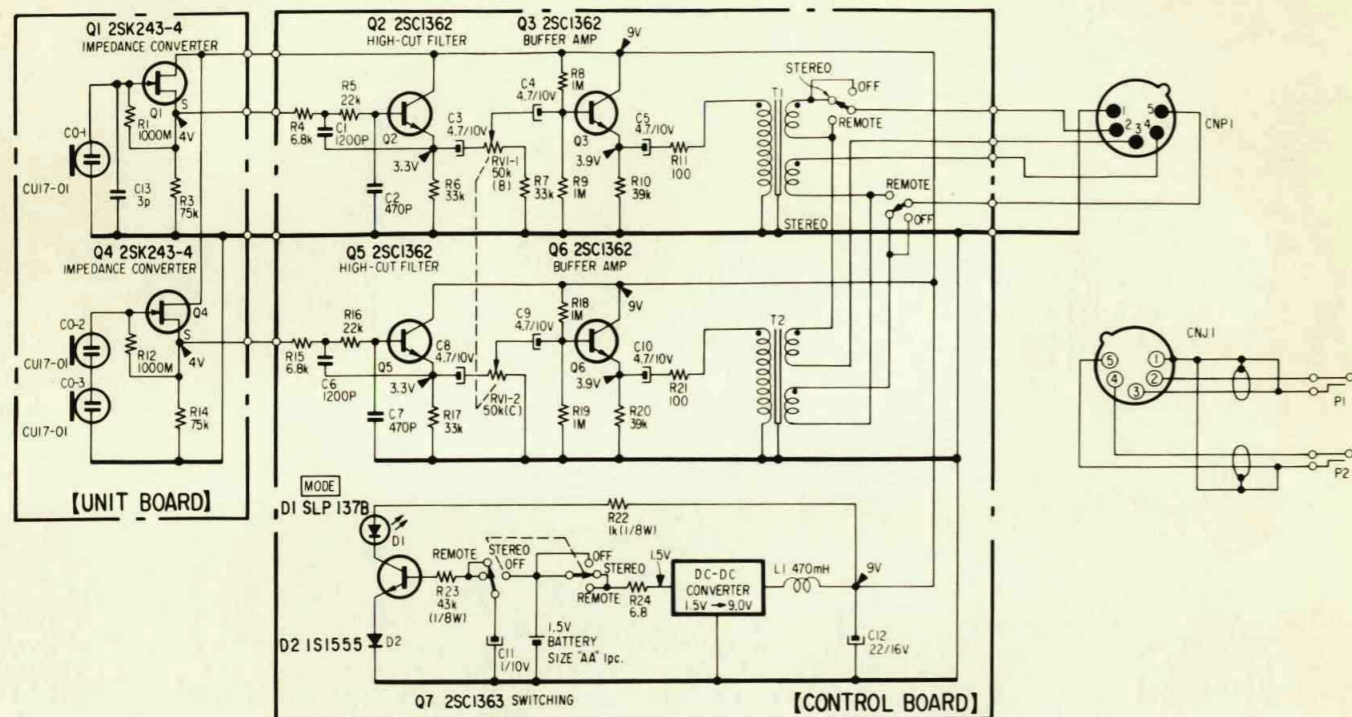 Q1 2SK243-4
IMPEDANCE CONVERTER
Q2 2SC1362
HIGH-CUT FILTER
Q3 2SC1362
BUFFER AMP
9V
S
Q1
4V
R1
1000M
CO-1
CU17-01
C13
3p
R3
75k
R4
6.8k
R5
22k
C1
1200P
Q2
C3
4.7/10V
3.3V
C2
470P
R6
33k
RV1-1
50k
(B)
R7
33k
C4
4.7/10V
R8
1M
Q3
3.9V
R9
1M
R10
39k
C5
4.7/10V
R11
100
T1
STEREO
OFF
REMOTE
REMOTE
STEREO
OFF
1
2
3
4
5
CNP1
Q4 2SK243-4
IMPEDANCE CONVERTER
Q5 2SC1362
HIGH-CUT FILTER
Q6 2SC1362
BUFFER AMP
9V
Q4
S
4V
CO-2
CU17-01
CO-3
CU17-01
R12
1000M
R14
75k
R15
6.8k
R16
22k
C6
1200P
Q5
C8
4.7/10V
3.3V
C7
470P
R17
33k
RV1-2
50k(C)
C9
4.7/10V
R18
1M
Q6
3.9V
R19
1M
R20
39k
C10
4.7/10V
R21
100
T2
CNJ1
5
4
3
1
2
P1
P2
[UNIT BOARD]
MODE
D1 SLP 137B
D1
R22
1k(1/8W)
REMOTE
STEREO
OFF
OFF
STEREO
REMOTE
R23
43k
(1/8W)
R24
6.8
1.5V
DC-DC
CONVERTER
1.5V→9.0V
L1 470mH
9V
D2 1S1555
D2
C11
1/10V
1.5V
BATTERY
SIZE "AA" 1pc.
C12
22/16V
Q7 2SC1363 SWITCHING
[CONTROL BOARD]